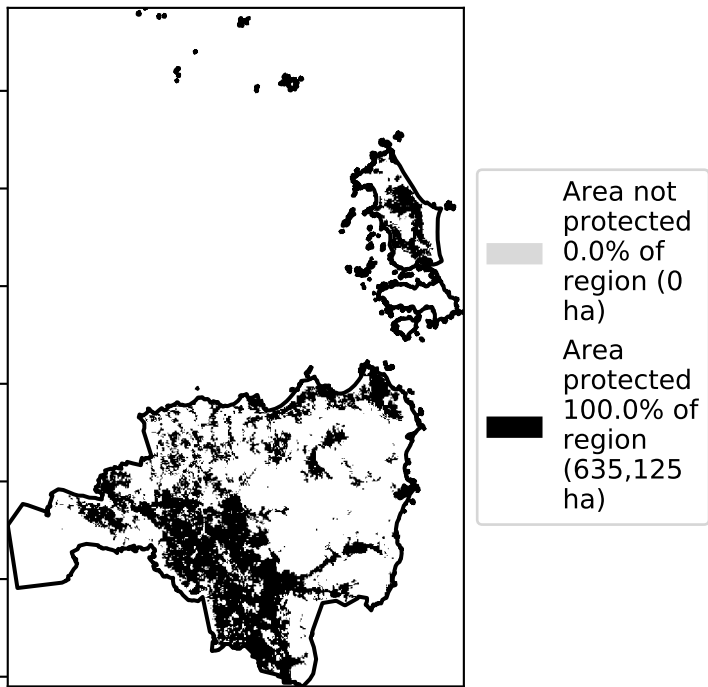 Area not
protected
0.0% of
region (0
ha)
Area
protected
100.0% of
region
(635,125
ha)